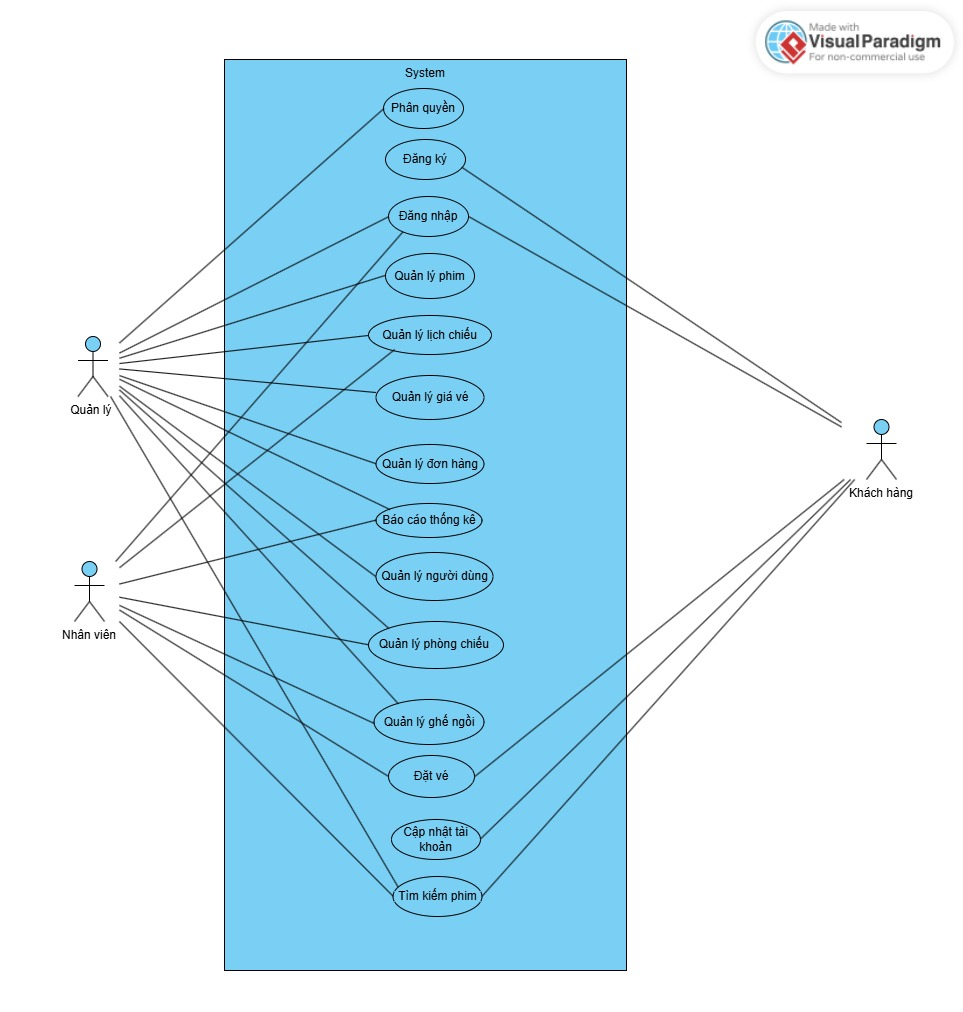 Made with
VisualParadigm
For non-commercial use
System
Phân quyền
Đăng ký
Đăng nhập
Quản lý phim
Quản lý lịch chiếu
Quản lý
Quản lý giá vé
Quản lý đơn hàng
Khách hàng
Báo cáo thống kê
Quản lý người dùng
Nhân viên
Quản lý phòng chiếu
Quản lý ghế ngồi
Đặt vé
Cập nhật tài
khoản
Tìm kiếm phim